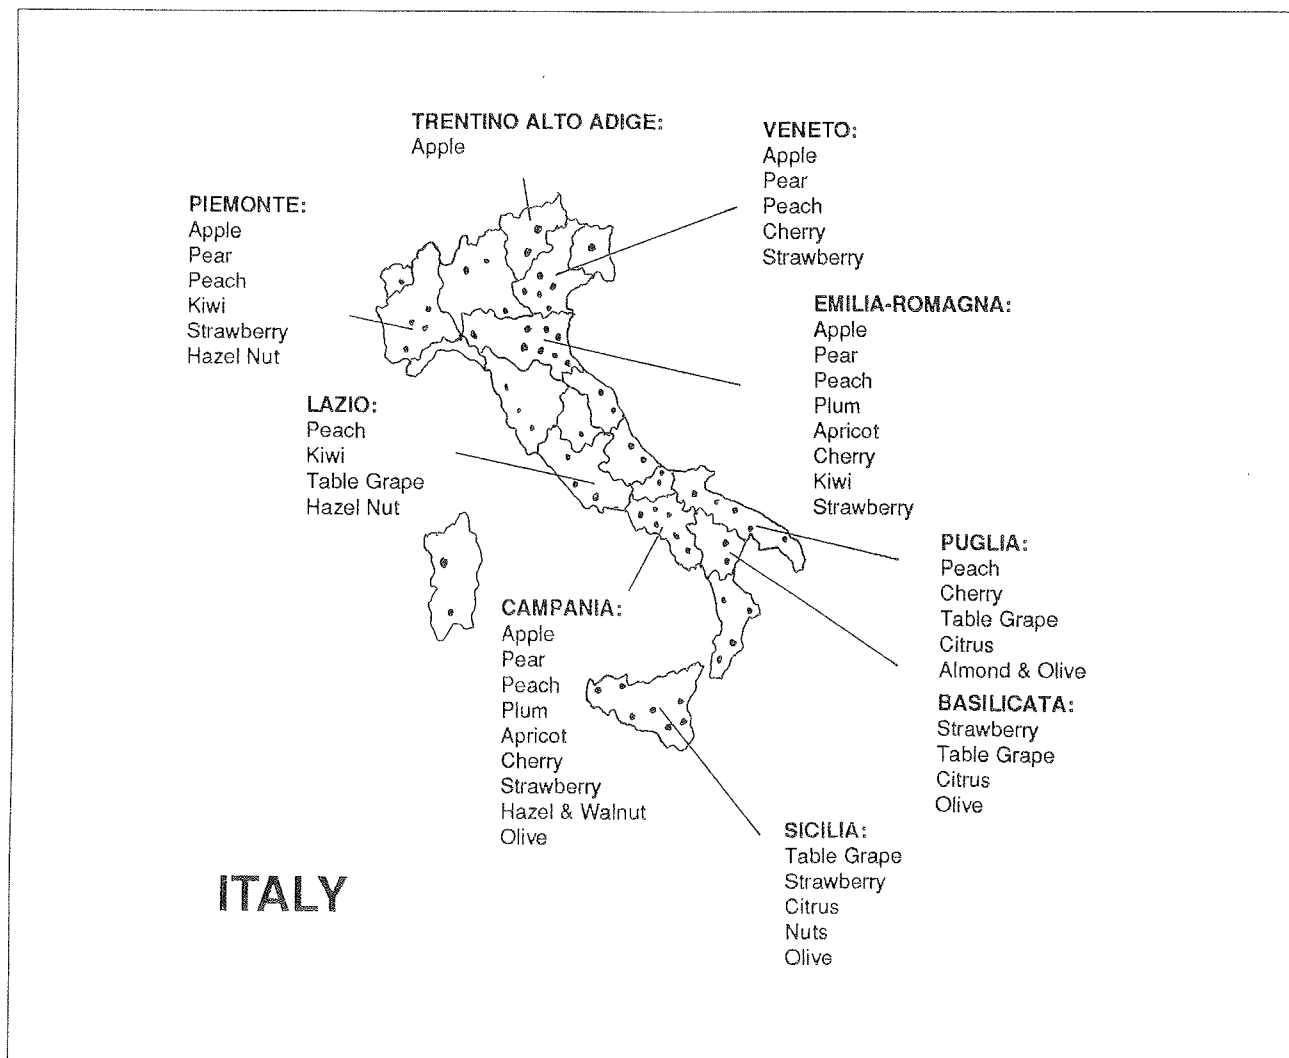 TRENTINO ALTO ADIGE:
Apple
VENETO:
Apple
Pear
Peach
Cherry
Strawberry
PIEMONTE:
Apple
Pear
Peach
Kiwi
Strawberry
Hazel Nut
EMILIA-ROMAGNA:
Apple
Pear
Peach
Plum
Apricot
Cherry
Kiwi
Strawberry
LAZIO:
Peach
Kiwi
Table Grape
Hazel Nut
PUGLIA:
Peach
Cherry
Table Grape
Citrus
Almond & Olive
CAMPANIA:
Apple
Pear
Peach
Plum
Apricot
Cherry
Strawberry
Hazel & Walnut
Olive
BASILICATA:
Strawberry
Table Grape
Citrus
Olive
SICILIA:
Table Grape
Strawberry
Citrus
Nuts
Olive
ITALY